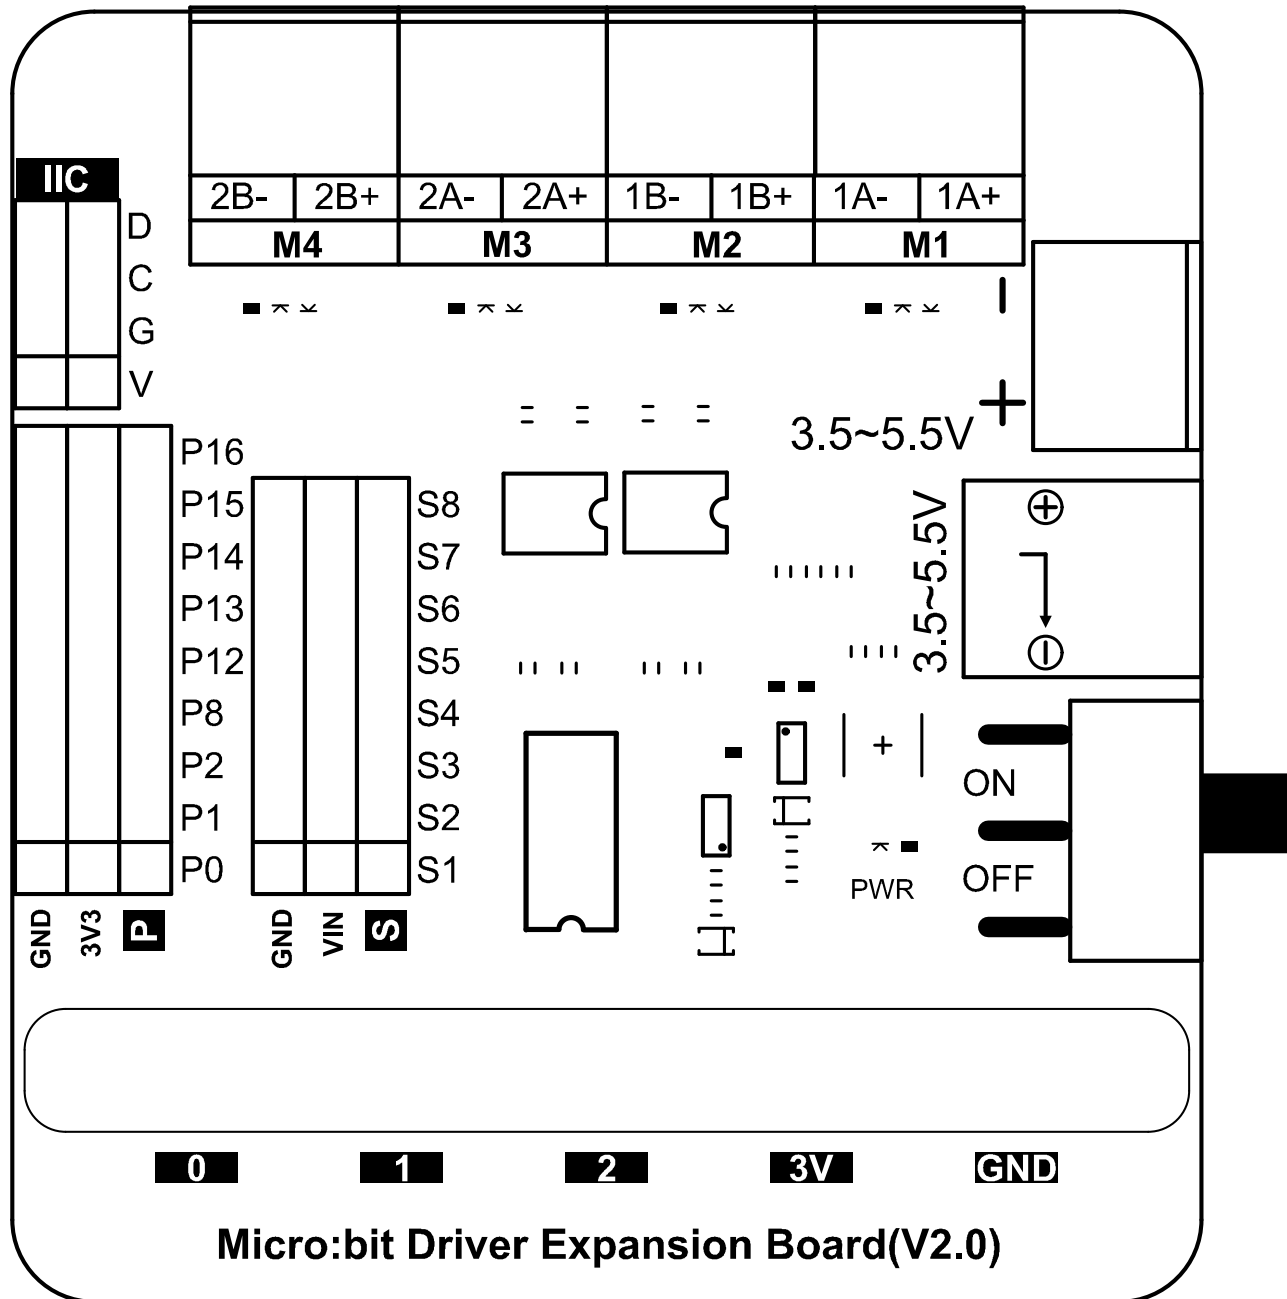 IIC
2B- 2B+ 2A- 2A+ 1B- 1B+ 1A- 1A+
M4 M3 M2 M1
D
C
G
V
-
+
3.5~5.5V
3.5~5.5V
+
-
P16
P15
P14
P13
P12
P8
P2
P1
P0
GND 3V3 P
S8
S7
S6
S5
S4
S3
S2
S1
GND VIN S
+
PWR
ON
OFF
0 1 2 3V GND
Micro:bit Driver Expansion Board(V2.0)